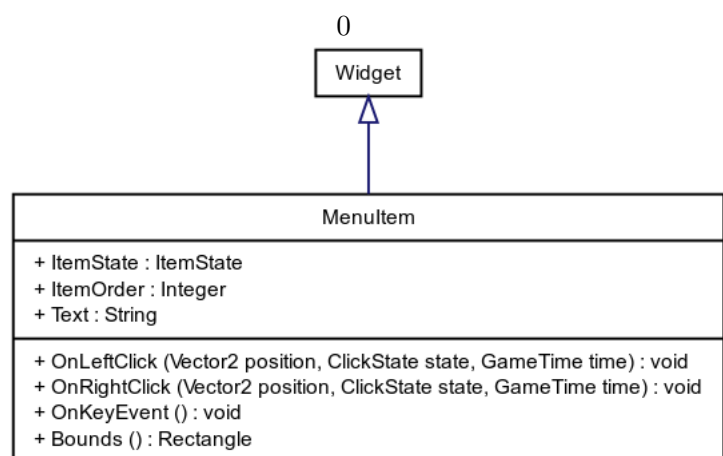 0
Widget
MenuItem
+ ItemState : ItemState
+ ItemOrder : Integer
+ Text : String
+ OnLeftClick (Vector2 position, ClickState state, GameTime time) : void
+ OnRightClick (Vector2 position, ClickState state, GameTime time) : void
+ OnKeyEvent () : void
+ Bounds () : Rectangle